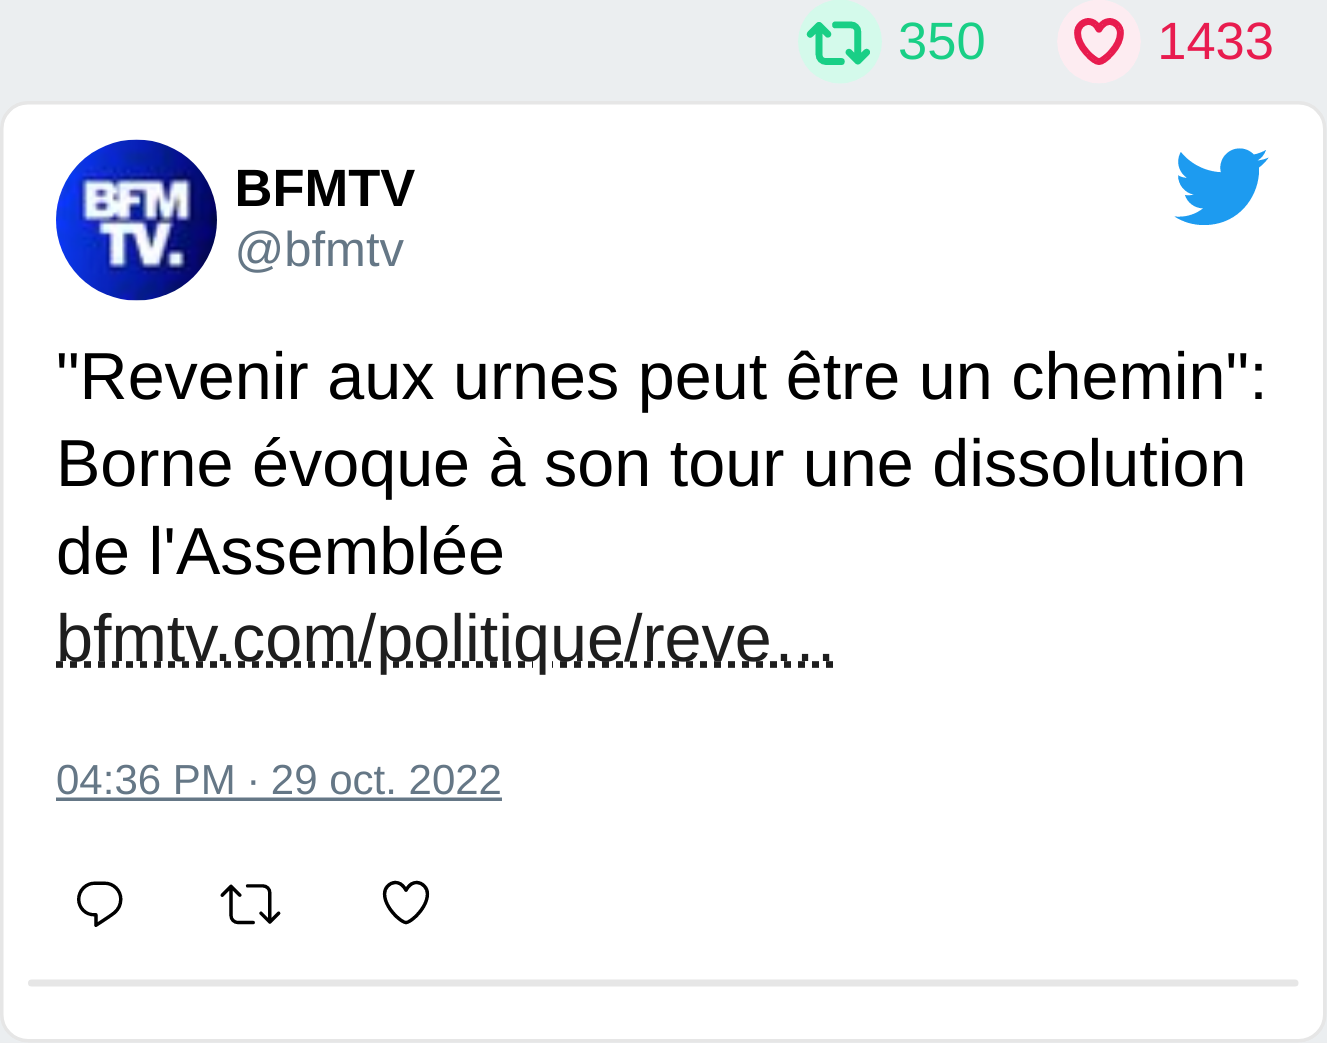 350 1433
BFM
TV.
BFMTV
@bfmtv
"Revenir aux urnes peut être un chemin":
Borne évoque à son tour une dissolution
de l'Assemblée
bfmtv.com/politique/reve…
04:36 PM · 29 oct. 2022